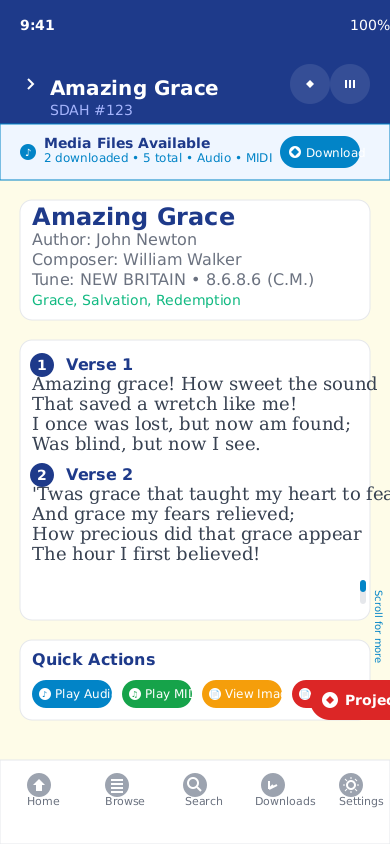 9:41
100%
Amazing Grace
SDAH #123
Media Files Available
2 downloaded • 5 total • Audio • MIDI
Download
Amazing Grace
Author: John Newton
Composer: William Walker
Tune: NEW BRITAIN • 8.6.8.6 (C.M.)
Grace, Salvation, Redemption
1 Verse 1
Amazing grace! How sweet the sound
That saved a wretch like me!
I once was lost, but now am found;
Was blind, but now I see.
2 Verse 2
'Twas grace that taught my heart to fea
And grace my fears relieved;
How precious did that grace appear
The hour I first believed!
Scroll for more
Quick Actions
Play Audi
Play MID
View Imag
Projec
Home
Browse
Search
Downloads
Settings